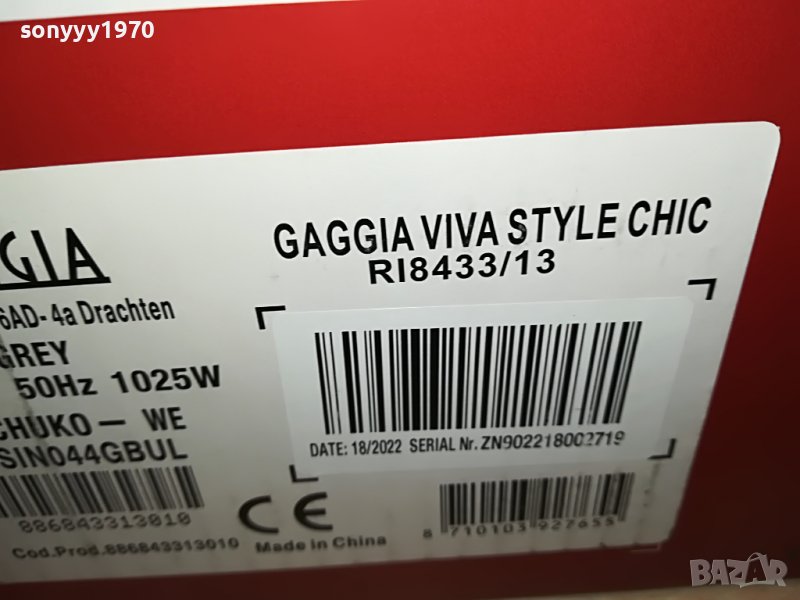 sonyyy1970
GAGGIA VIVA STYLE CHIC
RI8433/13
GIA
6AD-4a Drachten
GREY
50Hz 1025W
CHUKO - WE
SIN044GBUL
DATE: 18/2022 SERIAL Nr. ZN902218002719
886843313010
Cod.Prod.886843313010
CE
Made in China
8 710103 927655
BAZAR